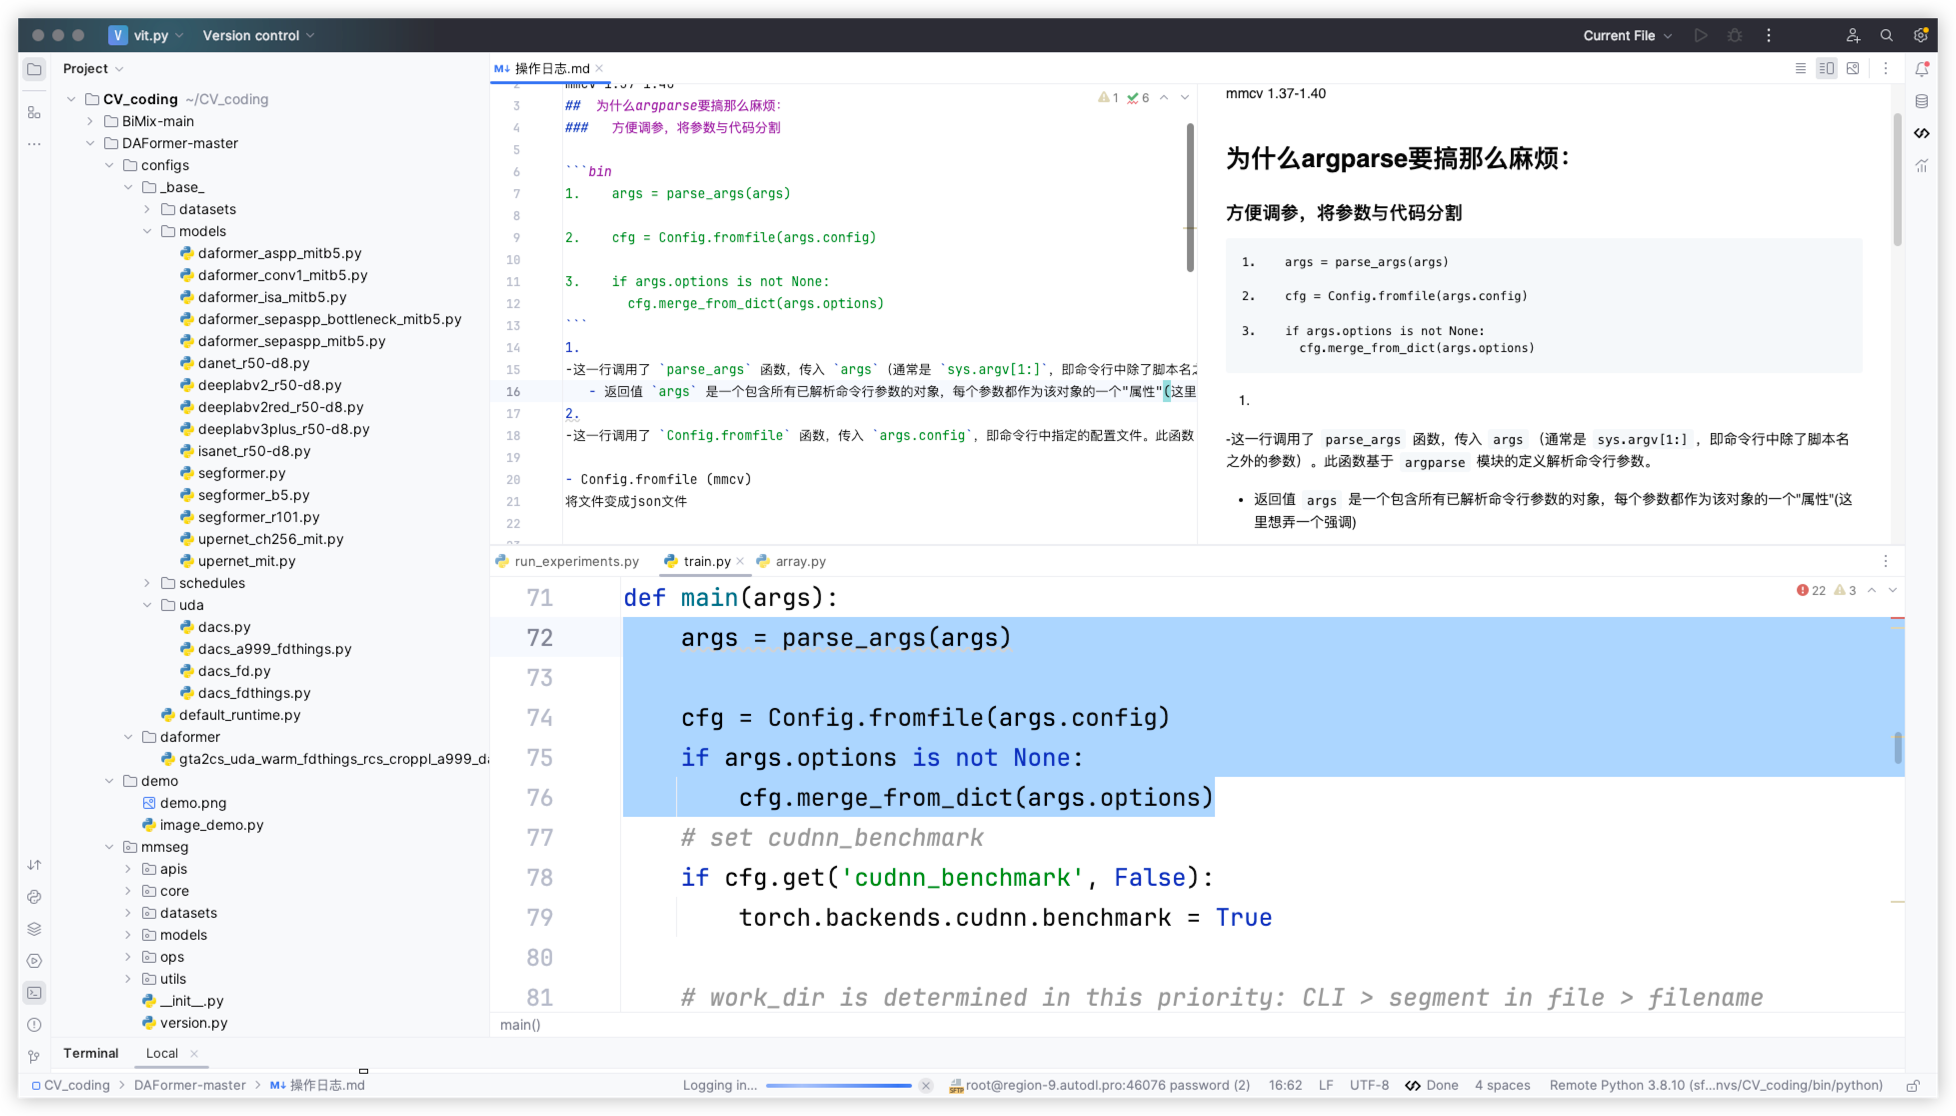 V vit.py
Version control
Current File
Project
CV_coding ~/CV_coding
BiMix-main
DAFormer-master
configs
_base_
datasets
models
daformer_aspp_mitb5.py
daformer_conv1_mitb5.py
daformer_isa_mitb5.py
daformer_sepaspp_bottleneck_mitb5.py
daformer_sepaspp_mitb5.py
danet_r50-d8.py
deeplabv2_r50-d8.py
deeplabv2red_r50-d8.py
deeplabv3plus_r50-d8.py
isanet_r50-d8.py
segformer.py
segformer_b5.py
segformer_r101.py
upernet_ch256_mit.py
upernet_mit.py
schedules
uda
dacs.py
dacs_a999_fdthings.py
dacs_fd.py
dacs_fdthings.py
default_runtime.py
daformer
gta2cs_uda_warm_fdthings_rcs_croppl_a999_da
demo
demo.png
image_demo.py
mmseg
apis
core
datasets
models
ops
utils
__init__.py
version.py
M↓ 操作日志.md
2 mmcv 1.37-1.40
1 6
3 ## 为什么argparse要搞那么麻烦：
4 ### 方便调参，将参数与代码分割
5
6 ```bin
7 1. args = parse_args(args)
8
9 2. cfg = Config.fromfile(args.config)
10
11 3. if args.options is not None:
12 cfg.merge_from_dict(args.options)
13 ```
14 1.
15 -这一行调用了 `parse_args` 函数，传入 `args`（通常是 `sys.argv[1:]`，即命令行中除了脚本名之
16 - 返回值 `args` 是一个包含所有已解析命令行参数的对象，每个参数都作为该对象的一个"属性"(这里
17 2.
18 -这一行调用了 `Config.fromfile` 函数，传入 `args.config`，即命令行中指定的配置文件。此函数
19
20 - Config.fromfile (mmcv)
21 将文件变成json文件
22
mmcv 1.37-1.40
为什么argparse要搞那么麻烦：
方便调参，将参数与代码分割
1. args = parse_args(args)
2. cfg = Config.fromfile(args.config)
3. if args.options is not None:
cfg.merge_from_dict(args.options)
1.
-这一行调用了 parse_args 函数，传入 args （通常是 sys.argv[1:] ，即命令行中除了脚本名
之外的参数）。此函数基于 argparse 模块的定义解析命令行参数。
• 返回值 args 是一个包含所有已解析命令行参数的对象，每个参数都作为该对象的一个"属性"(这
里想弄一个强调)
run_experiments.py
train.py
array.py
22 3
71 def main(args):
72 args = parse_args(args)
73
74 cfg = Config.fromfile(args.config)
75 if args.options is not None:
76 cfg.merge_from_dict(args.options)
77 # set cudnn_benchmark
78 if cfg.get('cudnn_benchmark', False):
79 torch.backends.cudnn.benchmark = True
80
81 # work_dir is determined in this priority: CLI > segment in file > filename
main()
Terminal
Local
CV_coding > DAFormer-master > M↓ 操作日志.md
Logging in...
SFTP root@region-9.autodl.pro:46076 password (2)
16:62
LF
UTF-8
Done
4 spaces
Remote Python 3.8.10 (sf...nvs/CV_coding/bin/python)